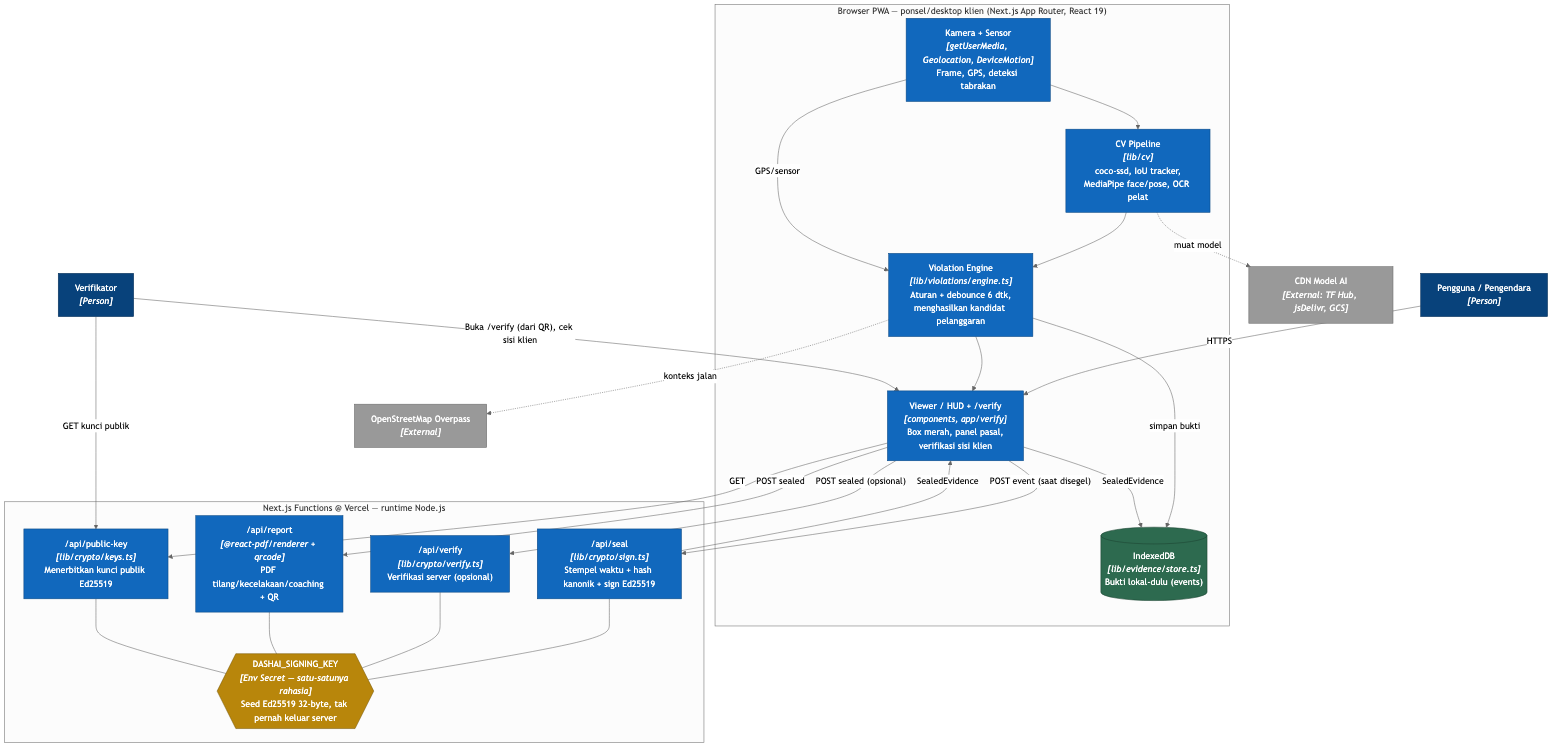 Browser PWA — ponsel/desktop klien (Next.js App Router, React 19)
Kamera + Sensor
[getUserMedia,
Geolocation, DeviceMotion]
Frame, GPS, deteksi
tabrakan
CV Pipeline
[lib/cv]
coco-ssd, IoU tracker,
MediaPipe face/pose, OCR
pelat
GPS/sensor
muat model
Verifikator
[Person]
Violation Engine
[lib/violations/engine.ts]
Aturan + debounce 6 dtk,
menghasilkan kandidat
pelanggaran
CDN Model AI
[External: TF Hub,
jsDelivr, GCS]
Pengguna / Pengendara
[Person]
Buka /verify (dari QR), cek
sisi klien
HTTPS
konteks jalan
OpenStreetMap Overpass
[External]
Viewer / HUD + /verify
[components, app/verify]
Box merah, panel pasal,
verifikasi sisi klien
GET kunci publik
simpan bukti
GET
POST sealed
POST sealed (opsional)
SealedEvidence
POST event (saat disegel)
SealedEvidence
Next.js Functions @ Vercel — runtime Node.js
/api/public-key
[lib/crypto/keys.ts]
Menerbitkan kunci publik
Ed25519
/api/report
[@react-pdf/renderer +
qrcode]
PDF
tilang/kecelakaan/coaching
+ QR
/api/verify
[lib/crypto/verify.ts]
Verifikasi server (opsional)
/api/seal
[lib/crypto/sign.ts]
Stempel waktu + hash
kanonik + sign Ed25519
IndexedDB
[lib/evidence/store.ts]
Bukti lokal-dulu (events)
DASHAI_SIGNING_KEY
[Env Secret — satu-satunya
rahasia]
Seed Ed25519 32-byte, tak
pernah keluar server